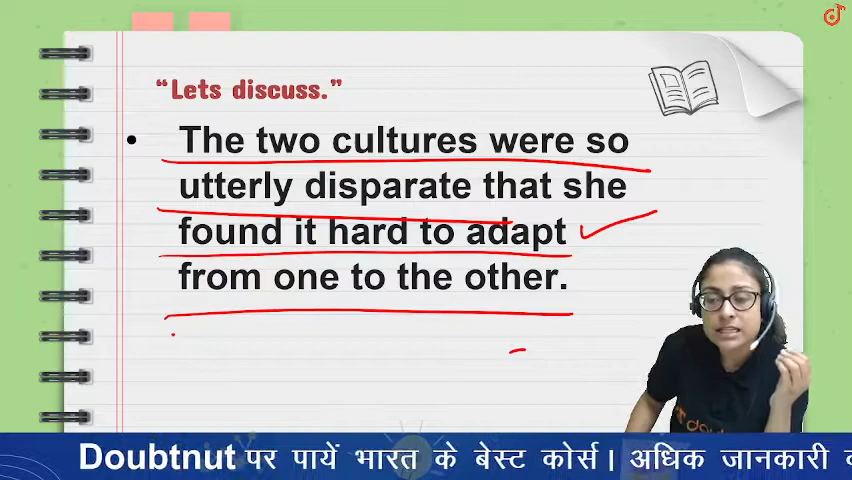 “Lets discuss.”
• The two cultures were so
utterly disparate that she
found it hard to adapt
from one to the other.
Doubtnut पर पायें भारत के बेस्ट कोर्स। अधिक जानकारी